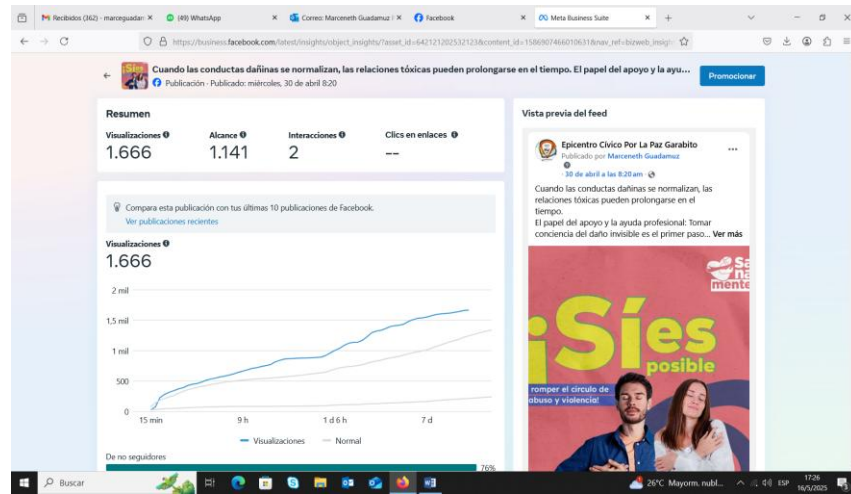 Recibidos (362) - marceguadan
(49) WhatsApp
Correo: Marceneth Guadamuz
Facebook
Meta Business Suite
https://business.facebook.com/latest/insights/object_insights/?asset_id=642121202532123&content_id=1586907466010631&nav_ref=bizweb_insig
Cuando las conductas dañinas se normalizan, las relaciones tóxicas pueden prolongarse en el tiempo. El papel del apoyo y la ayu...
Publicación · Publicado: miércoles, 30 de abril 8:20
Promocionar
Resumen
Visualizaciones Alcance Interacciones Clics en enlaces
1.666 1.141 2 --
Compara esta publicación con tus últimas 10 publicaciones de Facebook.
Ver publicaciones recientes
Visualizaciones
1.666
2 mil
1,5 mil
1 mil
500
0
15 min 9 h 1 d 6 h 7 d
Visualizaciones Normal
De no seguidores
76%
Vista previa del feed
Epicentro Cívico Por La Paz Garabito
Publicado por Marceneth Guadamuz
· 30 de abril a las 8:20 am ·
Cuando las conductas dañinas se normalizan, las
relaciones tóxicas pueden prolongarse en el
tiempo.
El papel del apoyo y la ayuda profesional: Tomar
conciencia del daño invisible es el primer paso... Ver más
Sa
na
mente
¡Sí es
posible
romper el círculo de
abuso y violencia!
Buscar
26°C Mayorm. nubl...
ESP
17:26
16/5/2025